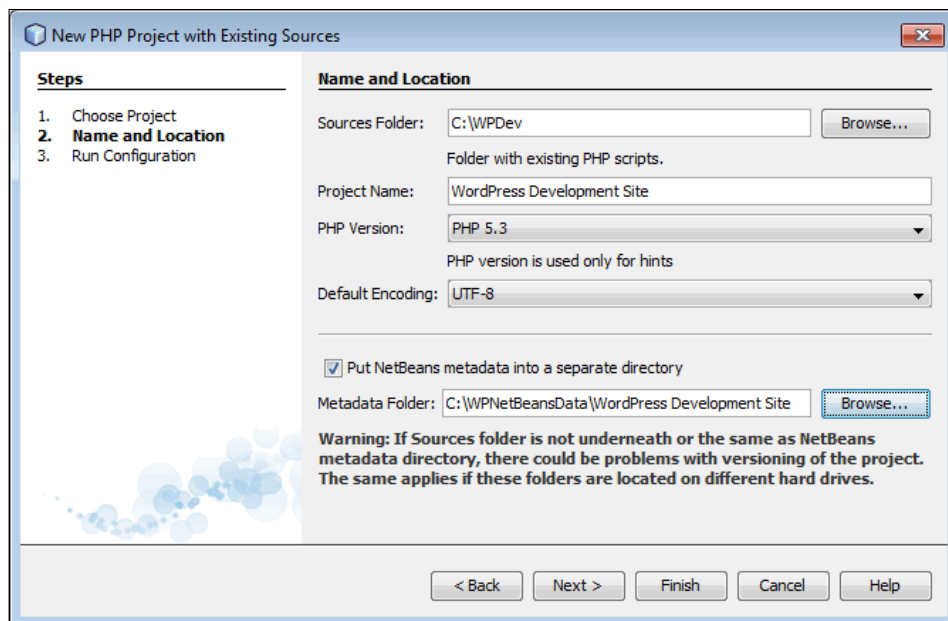 New PHP Project with Existing Sources
Steps
1. Choose Project
2. Name and Location
3. Run Configuration
Name and Location
Sources Folder: C:\WPDev Browse...
Folder with existing PHP scripts.
Project Name: WordPress Development Site
PHP Version: PHP 5.3
PHP version is used only for hints
Default Encoding: UTF-8
Put NetBeans metadata into a separate directory
Metadata Folder: C:\WPNetBeansData\WordPress Development Site Browse...
Warning: If Sources folder is not underneath or the same as NetBeans
metadata directory, there could be problems with versioning of the project.
The same applies if these folders are located on different hard drives.
< Back Next > Finish Cancel Help